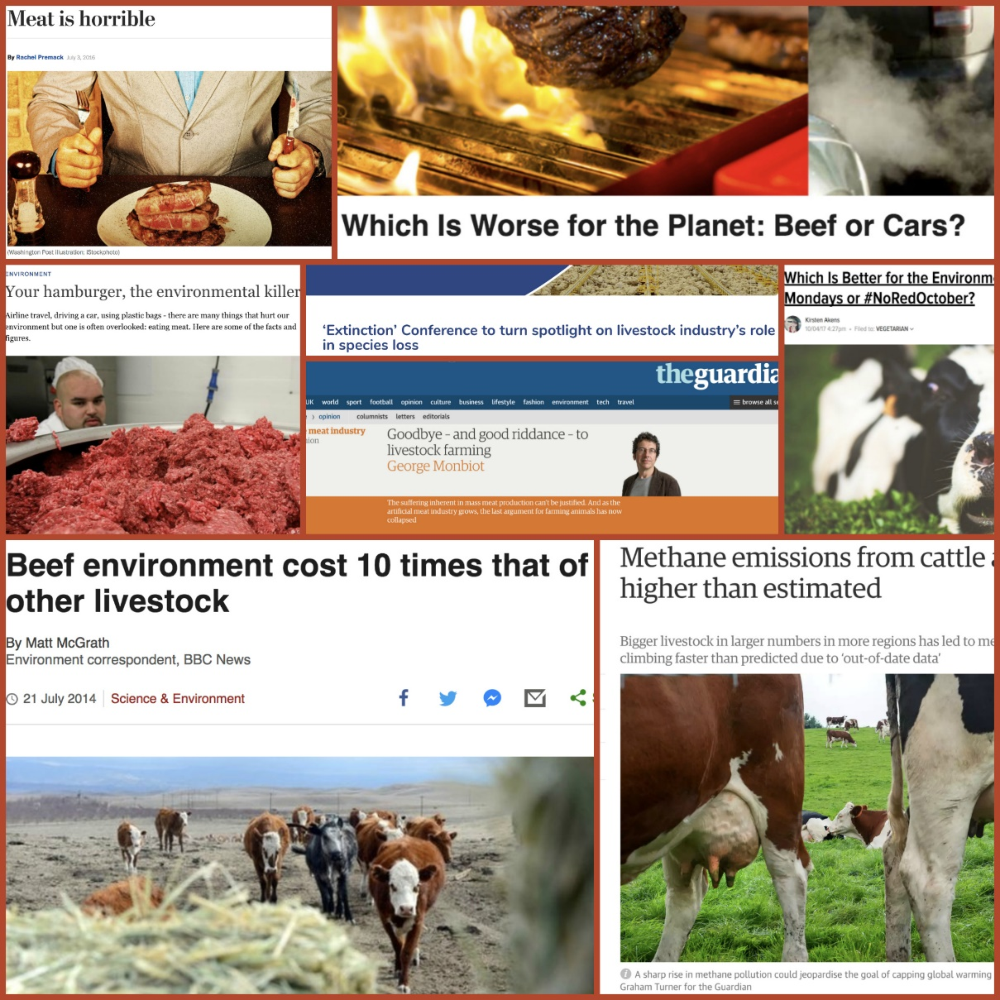 Meat is horrible
By Rachel Premack July 3, 2016
(Washington Post illustration; iStockphoto)
Which Is Worse for the Planet: Beef or Cars?
ENVIRONMENT
Your hamburger, the environmental killer
Airline travel, driving a car, using plastic bags - there are many things that hurt our
environment but one is often overlooked: eating meat. Here are some of the facts and
figures.
‘Extinction’ Conference to turn spotlight on livestock industry’s role
in species loss
theguardia
UK world sport football opinion culture business lifestyle fashion environment tech travel browse all se
› opinion columnists letters editorials
meat industry
nion
Goodbye – and good riddance – to
livestock farming
George Monbiot
The suffering inherent in mass meat production can't be justified. And as the
artificial meat industry grows, the last argument for farming animals has now
collapsed
Which Is Better for the Environm
Mondays or #NoRedOctober?
Kirsten Akens
10/04/17 4:27pm • Filed to: VEGETARIAN
Beef environment cost 10 times that of
other livestock
By Matt McGrath
Environment correspondent, BBC News
21 July 2014 Science & Environment
Methane emissions from cattle
higher than estimated
Bigger livestock in larger numbers in more regions has led to me
climbing faster than predicted due to ‘out-of-date data’
A sharp rise in methane pollution could jeopardise the goal of capping global warming
Graham Turner for the Guardian